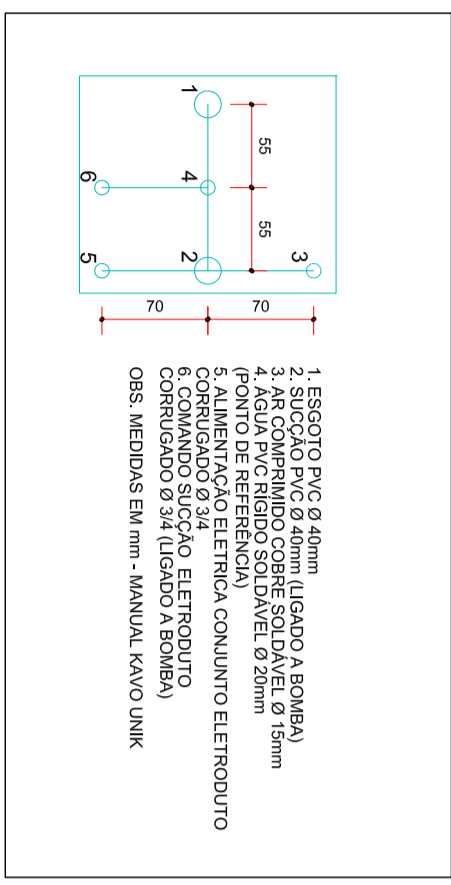 1
4
2
3
6
5
55
55
70
70
1. ESGOTO PVC Ø 40mm
2. SUCÇÃO PVC Ø 40mm (LIGADO A BOMBA)
3. AR COMPRIMIDO COBRE SOLDÁVEL Ø 15mm
4. ÁGUA PVC RÍGIDO SOLDÁVEL Ø 20mm
(PONTO DE REFERÊNCIA)
5. ALIMENTAÇÃO ELETRICA CONJUNTO ELETRODUTO
CORRUGADO Ø 3/4
6. COMANDO SUCÇÃO ELETRODUTO
CORRUGADO Ø 3/4 (LIGADO A BOMBA)
OBS. MEDIDAS EM mm - MANUAL KAVO UNIK